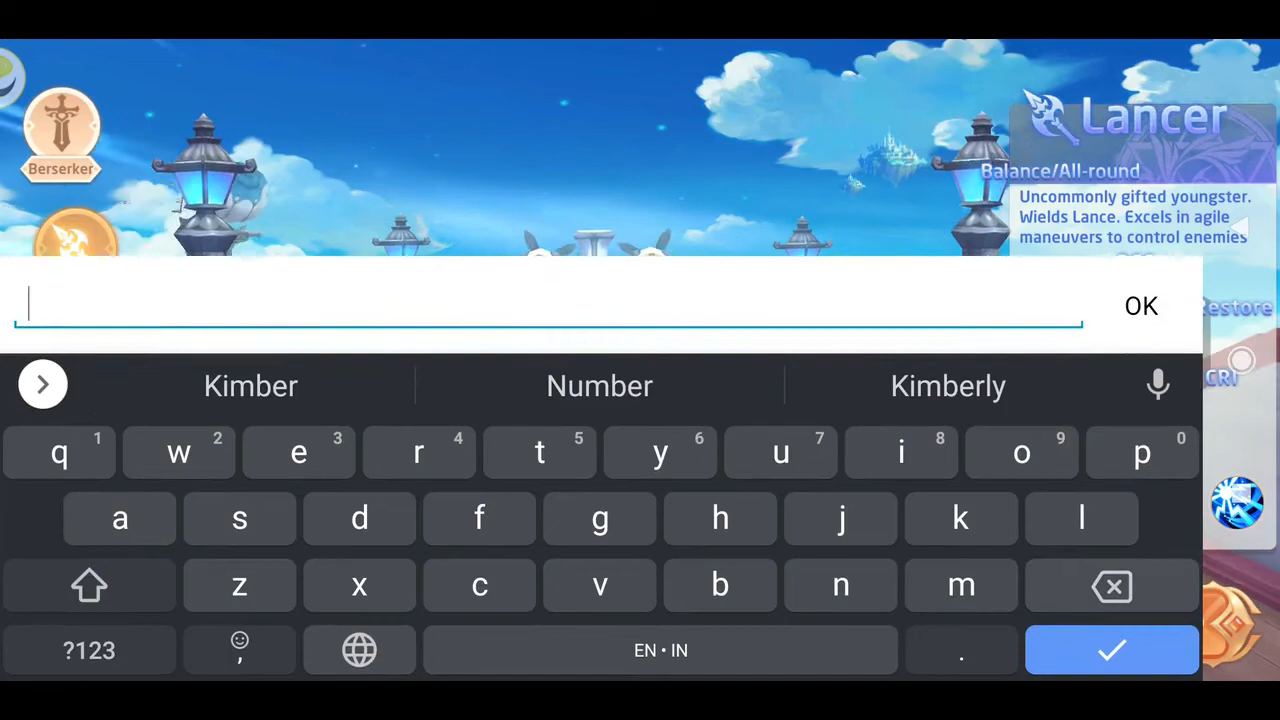 Berserker
Lancer
Balance/All-round
Uncommonly gifted youngster.
Wields Lance. Excels in agile
maneuvers to control enemies
OK
Restore
CRI
Kimber
Number
Kimberly
q 1 w 2 e 3 r 4 t 5 y 6 u 7 i 8 o 9 p 0
a s d f g h j k l
z x c v b n m
?123 , EN • IN .